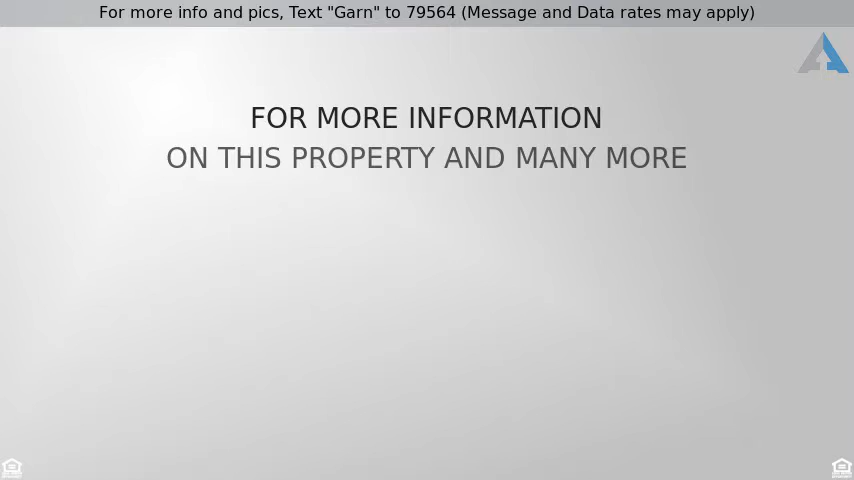 For more info and pics, Text "Garn" to 79564 (Message and Data rates may apply)
FOR MORE INFORMATION
ON THIS PROPERTY AND MANY MORE